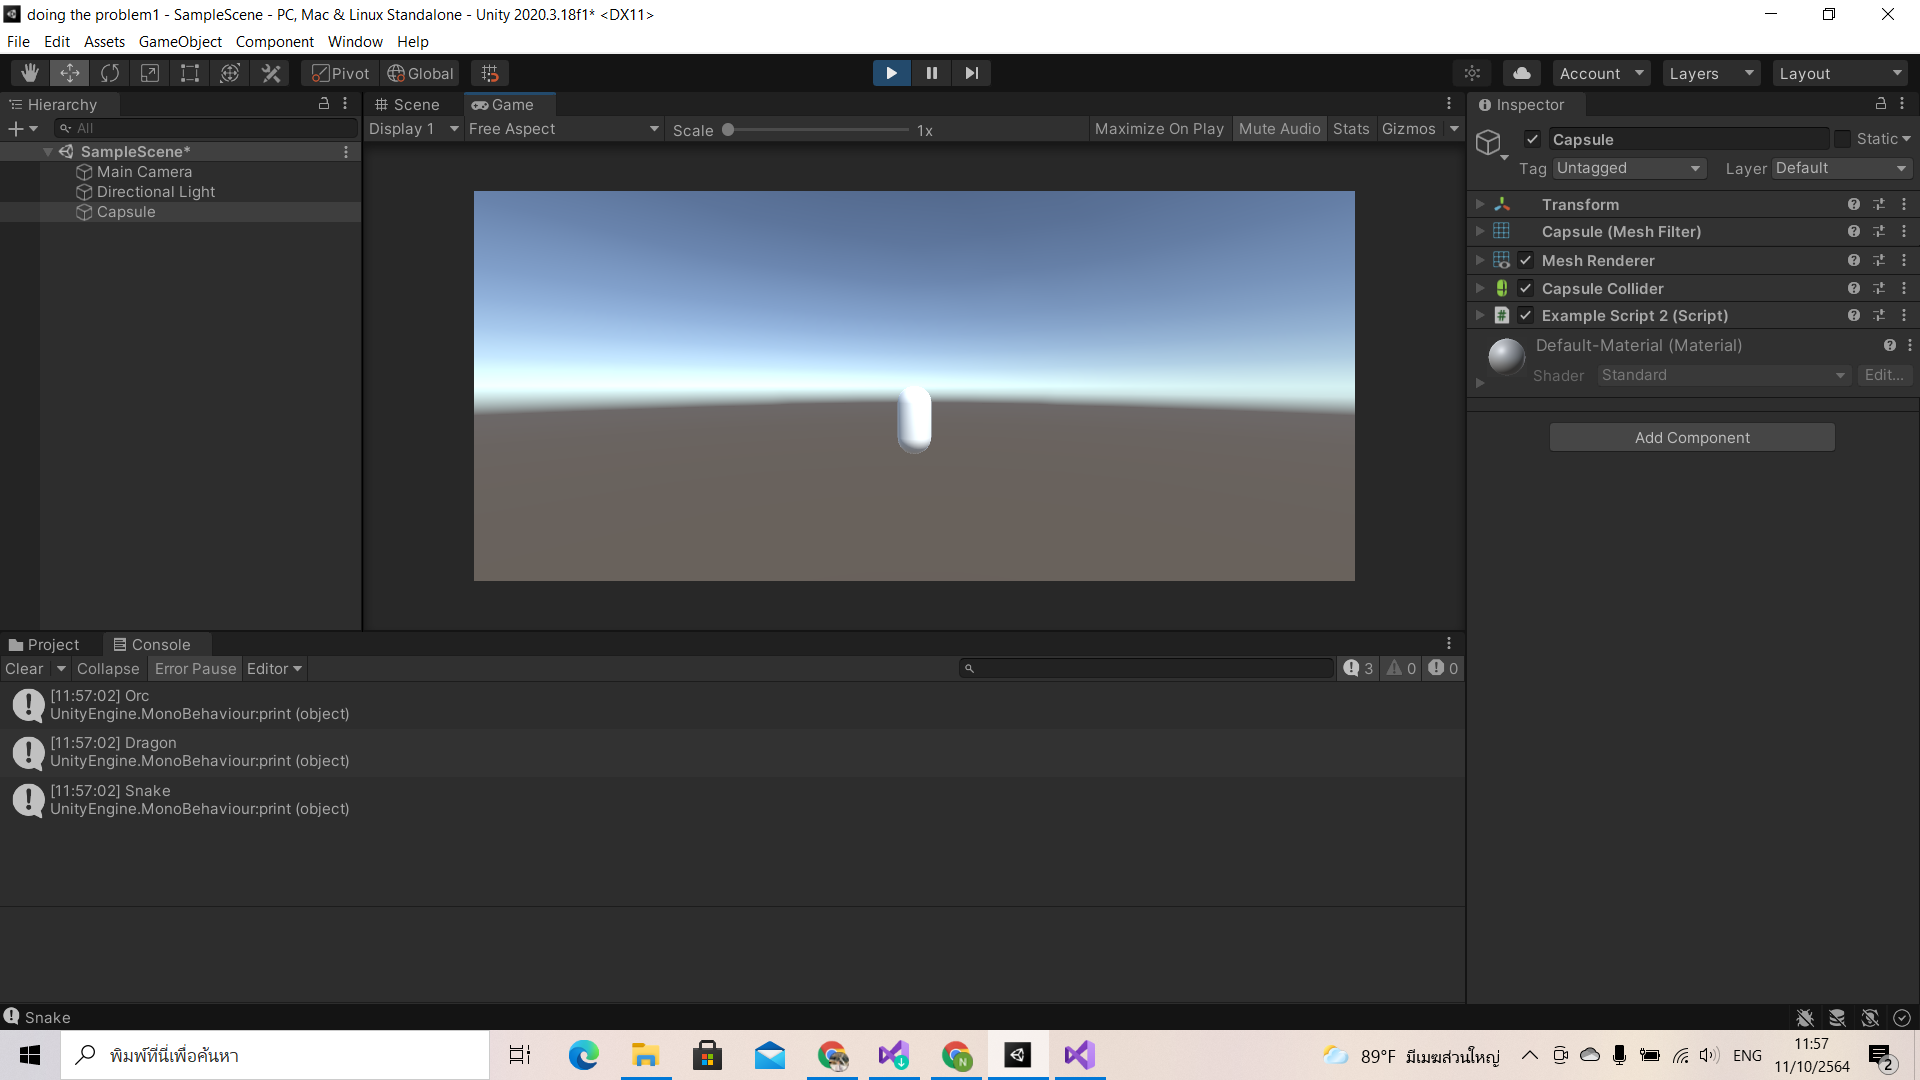 doing the problem1 - SampleScene - PC, Mac & Linux Standalone - Unity 2020.3.18f1* <DX11>
File Edit Assets GameObject Component Window Help
Pivot Global Account Layers Layout
Hierarchy
All
SampleScene*
Main Camera
Directional Light
Capsule
Scene Game
Display 1 Free Aspect Scale 1x Maximize On Play Mute Audio Stats Gizmos
Inspector
Capsule Static
Tag Untagged Layer Default
Transform
Capsule (Mesh Filter)
Mesh Renderer
Capsule Collider
# Example Script 2 (Script)
Default-Material (Material)
Shader Standard Edit...
Add Component
Project Console
Clear Collapse Error Pause Editor 3 0 0
[11:57:02] Orc
UnityEngine.MonoBehaviour:print (object)
[11:57:02] Dragon
UnityEngine.MonoBehaviour:print (object)
[11:57:02] Snake
UnityEngine.MonoBehaviour:print (object)
Snake
พิมพ์ที่นี่เพื่อค้นหา
N
89°F มีเมฆส่วนใหญ่
ENG
11:57
11/10/2564
2